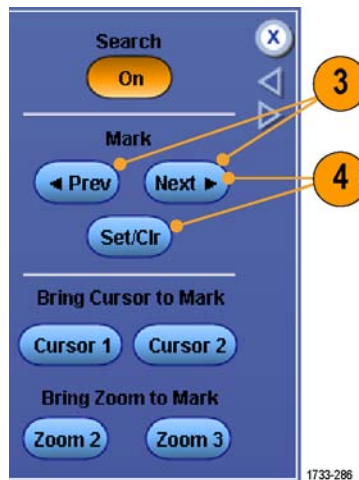 Search
X
On
3
Mark
◄ Prev Next ►
4
Set/Clr
Bring Cursor to Mark
Cursor 1 Cursor 2
Bring Zoom to Mark
Zoom 2 Zoom 3
1733-286